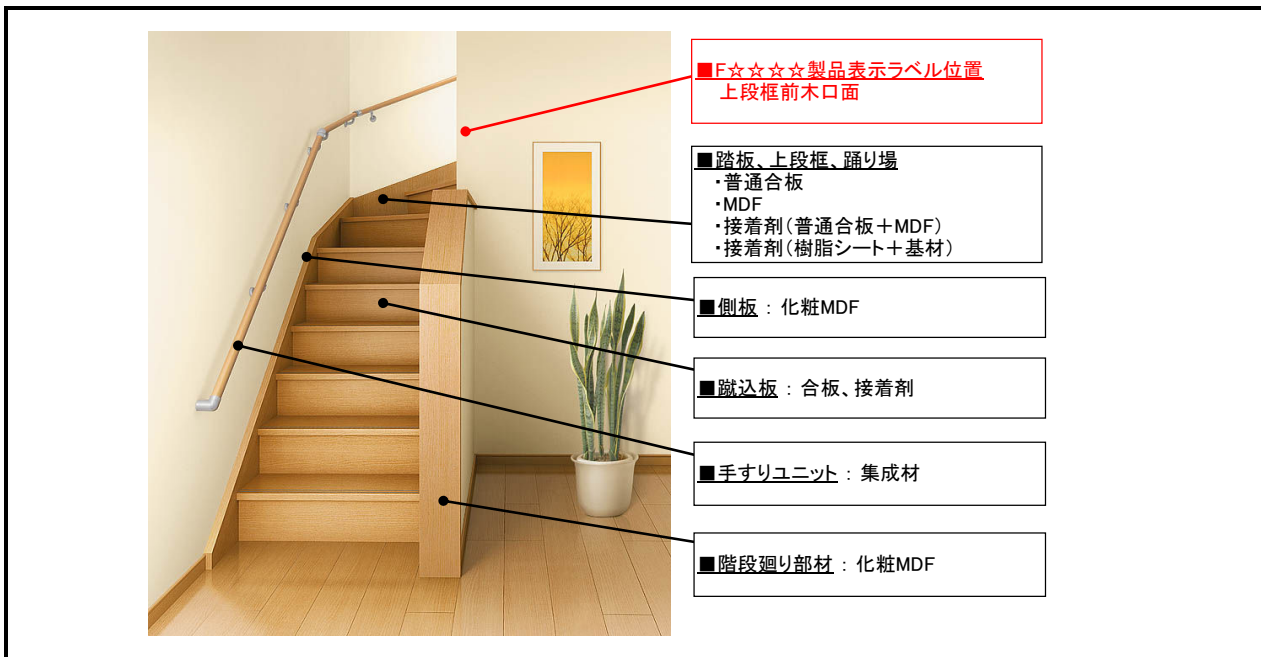 ■F☆☆☆☆製品表示ラベル位置
上段框前木口面
■踏板、上段框、踊り場
・普通合板
・MDF
・接着剤（普通合板＋MDF）
・接着剤（樹脂シート＋基材）
■側板 ： 化粧MDF
■蹴込板 ： 合板、接着剤
■手すりユニット ： 集成材
■階段廻り部材 ： 化粧MDF